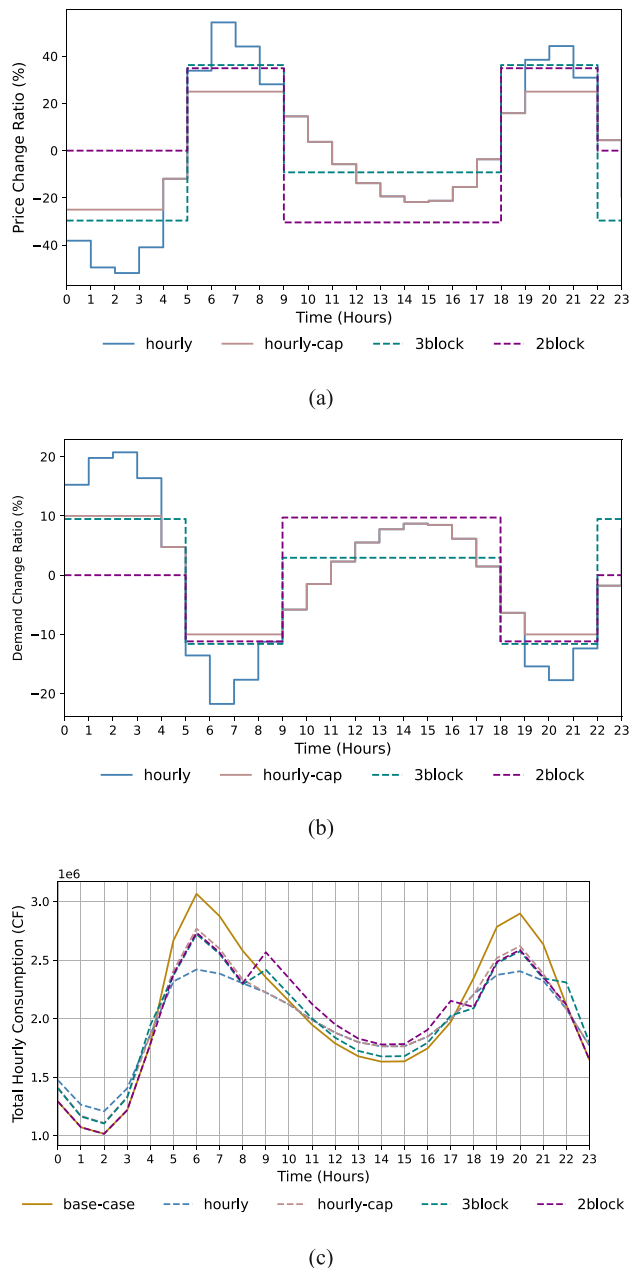 40
20
0
−20
−40
Price Change Ratio (%)
0 1 2 3 4 5 6 7 8 9 10 11 12 13 14 15 16 17 18 19 20 21 22 23
Time (Hours)
hourly hourly-cap 3block 2block
(a)
20
10
0
−10
−20
Demand Change Ratio (%)
0 1 2 3 4 5 6 7 8 9 10 11 12 13 14 15 16 17 18 19 20 21 22 23
Time (Hours)
hourly hourly-cap 3block 2block
(b)
1e6
3.0
2.5
2.0
1.5
1.0
Total Hourly Consumption (CF)
0 1 2 3 4 5 6 7 8 9 10 11 12 13 14 15 16 17 18 19 20 21 22 23
Time (Hours)
base-case hourly hourly-cap 3block 2block
(c)